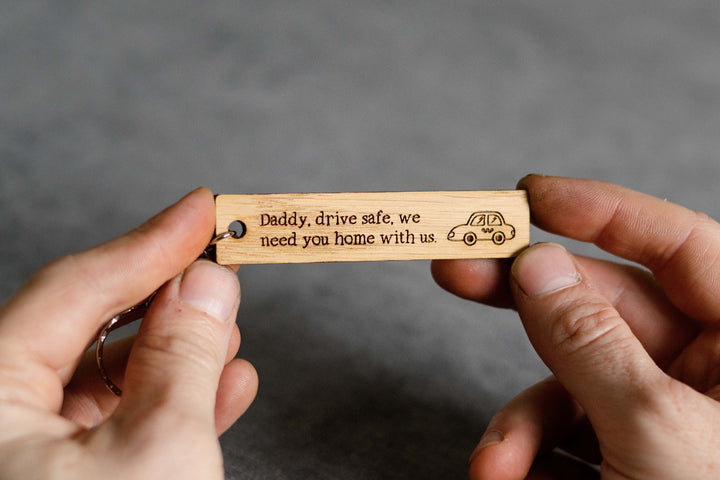 Daddy, drive safe, we
need you home with us.